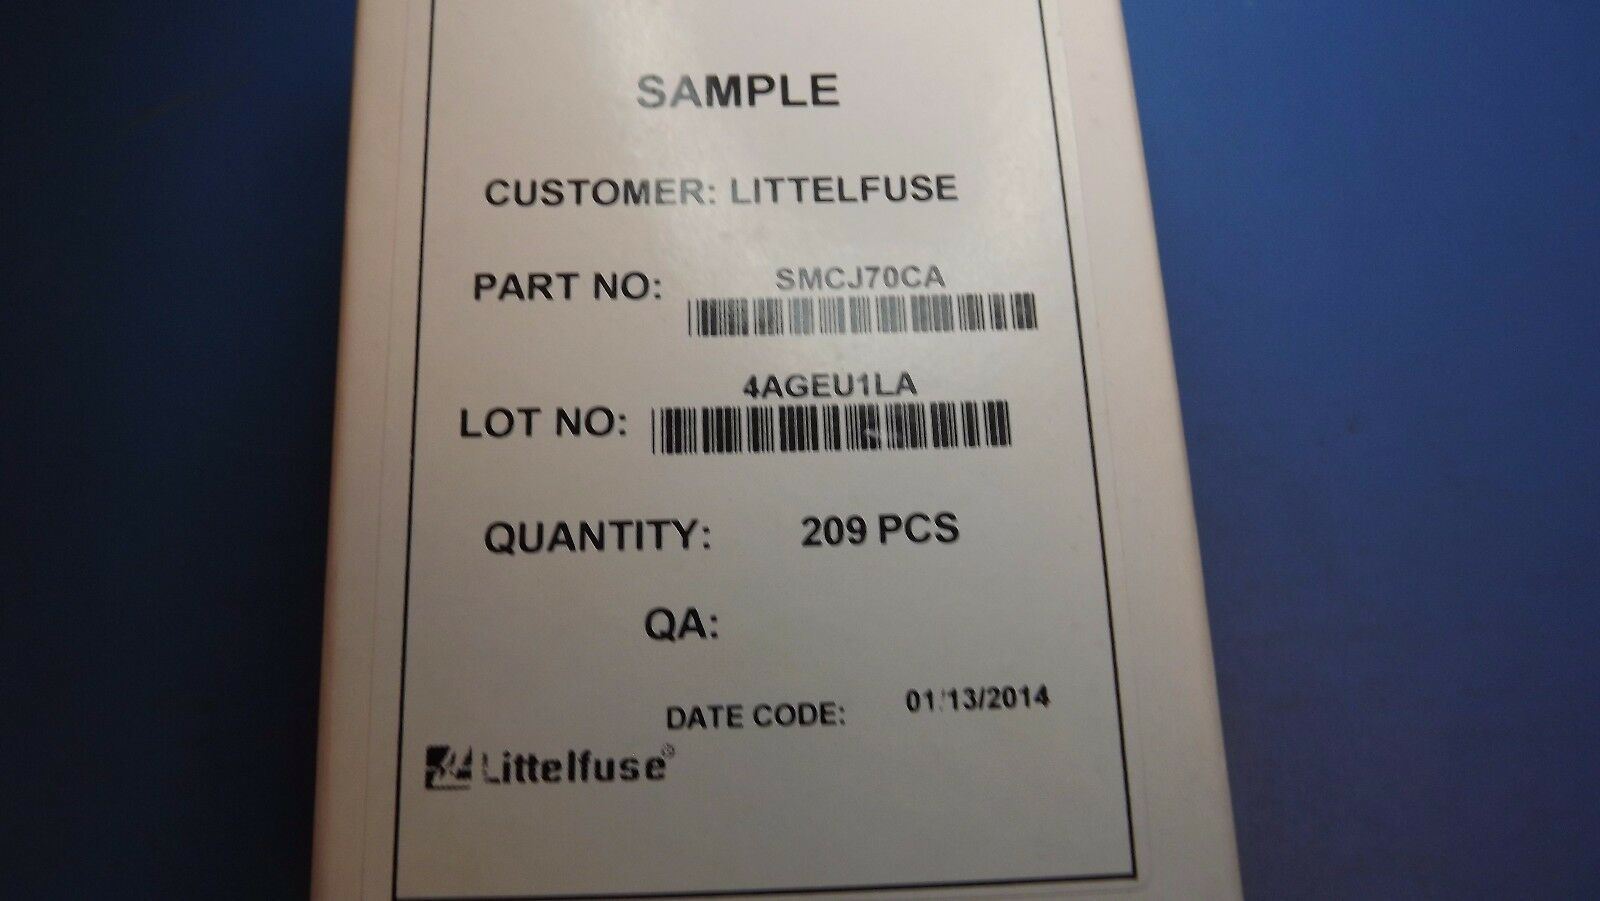 SAMPLE
CUSTOMER: LITTELFUSE
PART NO: SMCJ70CA
LOT NO: 4AGEU1LA
QUANTITY: 209 PCS
QA:
DATE CODE: 01/13/2014
Littelfuse®